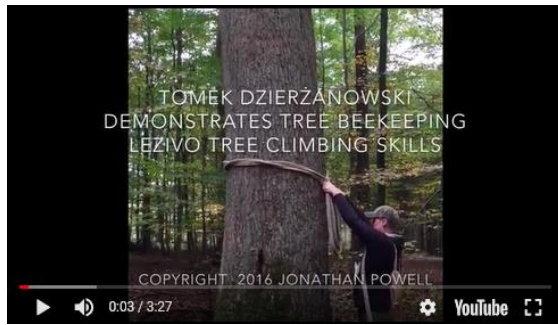 TOMEK DZIERŻANOWSKI
DEMONSTRATES TREE BEEKEEPING
LEZIVO TREE CLIMBING SKILLS
COPYRIGHT 2016 JONATHAN POWELL
0:03 / 3:27
YouTube